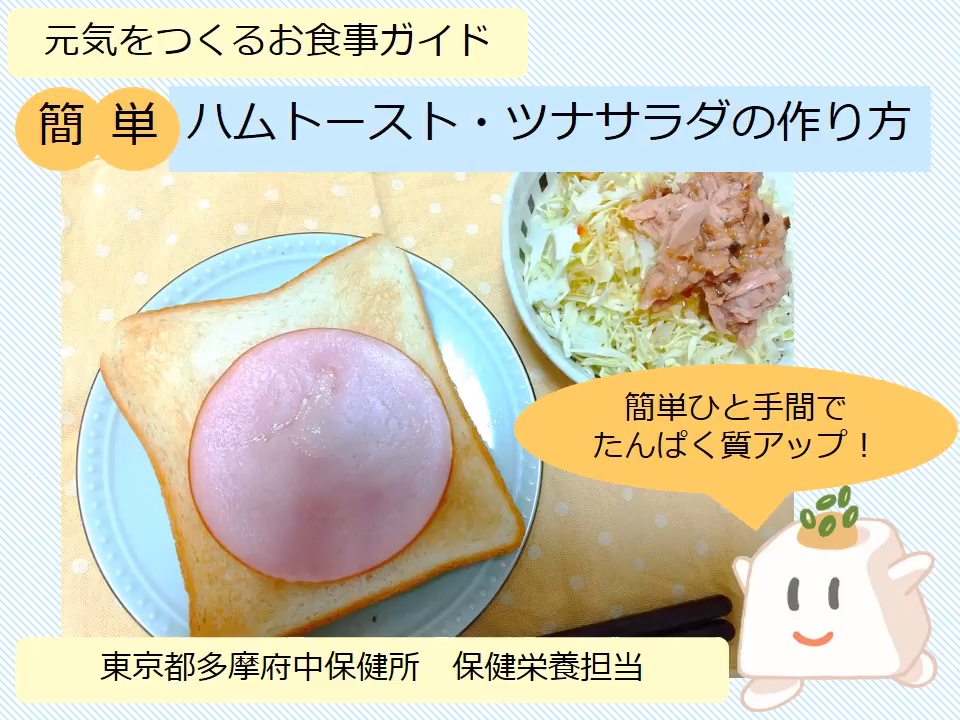 元気をつくるお食事ガイド
簡単 ハムトースト・ツナサラダの作り方
簡単ひと手間で
たんぱく質アップ！
東京都多摩府中保健所　保健栄養担当